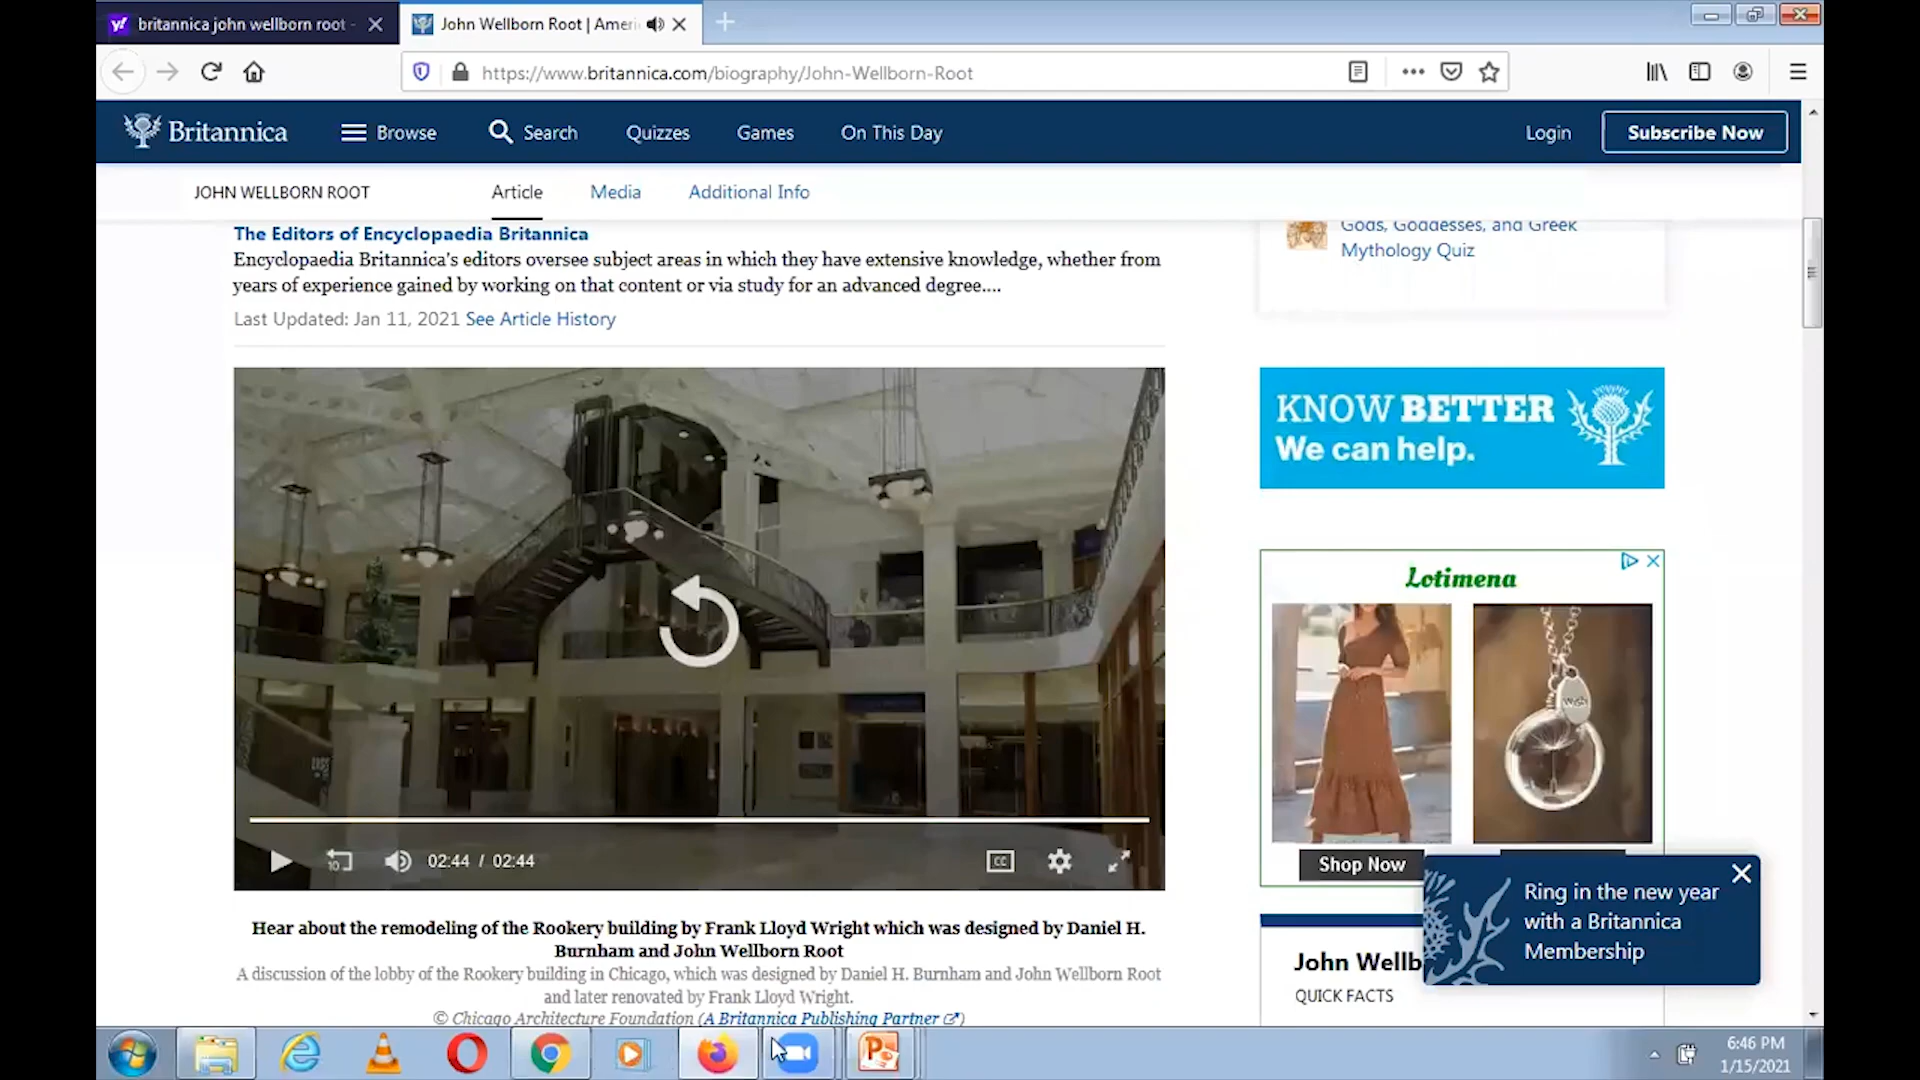 britannica john wellborn root -
John Wellborn Root | Ameri
https://www.britannica.com/biography/John-Wellborn-Root
Britannica
Browse
Search
Quizzes
Games
On This Day
Login
Subscribe Now
JOHN WELLBORN ROOT
Article
Media
Additional Info
The Editors of Encyclopaedia Britannica
Encyclopaedia Britannica's editors oversee subject areas in which they have extensive knowledge, whether from
years of experience gained by working on that content or via study for an advanced degree....
Last Updated: Jan 11, 2021 See Article History
Gods, Goddesses, and Greek
Mythology Quiz
KNOW BETTER
We can help.
Lotimena
wish
Shop Now
10
02:44 / 02:44
CC
Hear about the remodeling of the Rookery building by Frank Lloyd Wright which was designed by Daniel H.
Burnham and John Wellborn Root
A discussion of the lobby of the Rookery building in Chicago, which was designed by Daniel H. Burnham and John Wellborn Root
and later renovated by Frank Lloyd Wright.
© Chicago Architecture Foundation (A Britannica Publishing Partner)
Ring in the new year
with a Britannica
Membership
John Wellb
QUICK FACTS
6:46 PM
1/15/2021